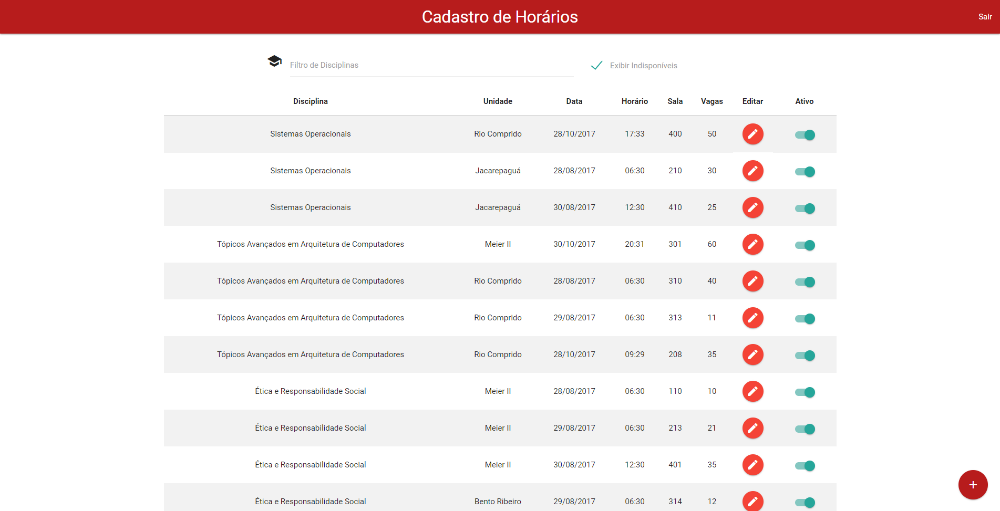 Cadastro de Horários
Sair
Filtro de Disciplinas
Exibir Indisponíveis
Disciplina Unidade Data Horário Sala Vagas Editar Ativo
Sistemas Operacionais Rio Comprido 28/10/2017 17:33 400 50
Sistemas Operacionais Jacarepaguá 28/08/2017 06:30 210 30
Sistemas Operacionais Jacarepaguá 30/08/2017 12:30 410 25
Tópicos Avançados em Arquitetura de Computadores Meier II 30/10/2017 20:31 301 60
Tópicos Avançados em Arquitetura de Computadores Rio Comprido 28/08/2017 06:30 310 40
Tópicos Avançados em Arquitetura de Computadores Rio Comprido 29/08/2017 06:30 313 11
Tópicos Avançados em Arquitetura de Computadores Rio Comprido 28/10/2017 09:29 208 35
Ética e Responsabilidade Social Meier II 28/08/2017 06:30 110 10
Ética e Responsabilidade Social Meier II 29/08/2017 06:30 213 21
Ética e Responsabilidade Social Meier II 30/08/2017 12:30 401 35
Ética e Responsabilidade Social Bento Ribeiro 29/08/2017 06:30 314 12